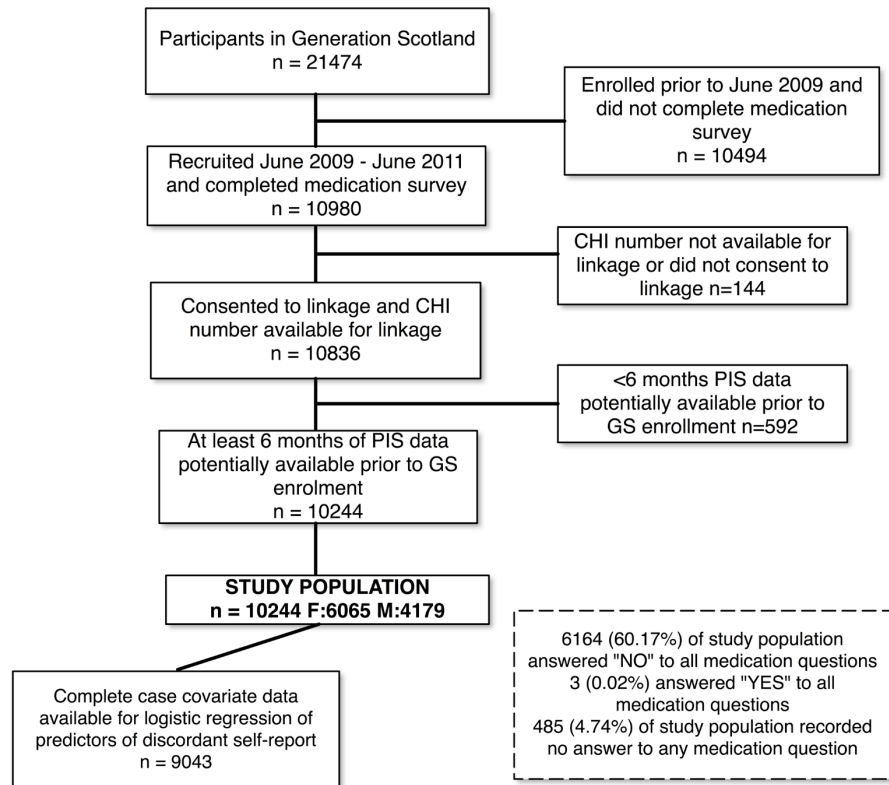 Participants in Generation Scotland
n = 21474
Enrolled prior to June 2009 and
did not complete medication
survey
n = 10494
Recruited June 2009 - June 2011
and completed medication survey
n = 10980
CHI number not available for
linkage or did not consent to
linkage n=144
Consented to linkage and CHI
number available for linkage
n = 10836
<6 months PIS data
potentially available prior to
GS enrollment n=592
At least 6 months of PIS data
potentially available prior to GS
enrolment
n = 10244
STUDY POPULATION
n = 10244 F:6065 M:4179
6164 (60.17%) of study population
answered "NO" to all medication questions
3 (0.02%) answered "YES" to all
medication questions
485 (4.74%) of study population recorded
no answer to any medication question
Complete case covariate data
available for logistic regression of
predictors of discordant self-report
n = 9043